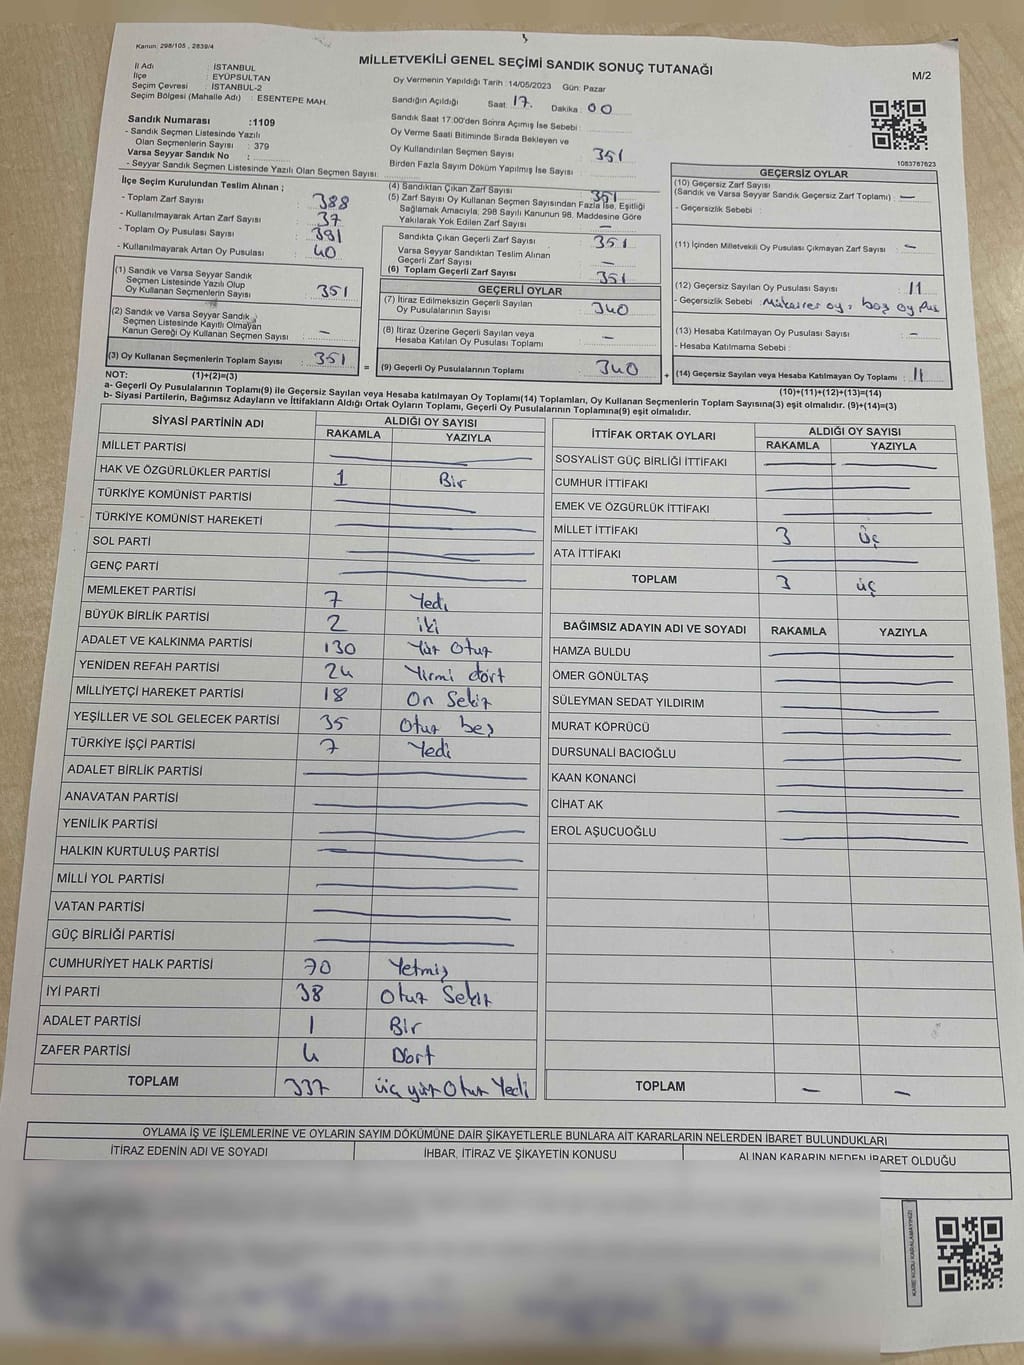 Kanun: 298/105 , 2839/4
MİLLETVEKİLİ GENEL SEÇİMİ SANDIK SONUÇ TUTANAĞI
M/2
İl Adı : İSTANBUL
İlçe : EYÜPSULTAN
Seçim Çevresi : İSTANBUL-2
Seçim Bölgesi (Mahalle Adı) : ESENTEPE MAH.
Oy Vermenin Yapıldığı Tarih : 14/05/2023 Gün: Pazar
Sandığın Açıldığı Saat: 17. Dakika: 00
Sandık Saat 17:00'den Sonra Açımış İse Sebebi :
Oy Verme Saati Bitiminde Sırada Bekleyen ve
Oy Kullandırılan Seçmen Sayısı 351
Birden Fazla Sayım Döküm Yapılmış İse Sayısı :
Sandık Numarası :1109
- Sandık Seçmen Listesinde Yazılı
Olan Seçmenlerin Sayısı : 379
Varsa Seyyar Sandık No :
- Seyyar Sandık Seçmen Listesinde Yazılı Olan Seçmen Sayısı:
1083787623
İlçe Seçim Kurulundan Teslim Alınan ;
- Toplam Zarf Sayısı : 388
- Kullanılmayarak Artan Zarf Sayısı : 37
- Toplam Oy Pusulası Sayısı : 391
- Kullanılmayarak Artan Oy Pusulası : 40
(1) Sandık ve Varsa Seyyar Sandık
Seçmen Listesinde Yazılı Olup
Oy Kullanan Seçmenlerin Sayısı : 351
(2) Sandık ve Varsa Seyyar Sandık
Seçmen Listesinde Kayıtlı Olmayan
Kanun Gereği Oy Kullanan Seçmen Sayısı : –
(3) Oy Kullanan Seçmenlerin Toplam Sayısı : 351
(4) Sandıktan Çıkan Zarf Sayısı 351
(5) Zarf Sayısı Oy Kullanan Seçmen Sayısından Fazla İse, Eşitliği
Sağlamak Amacıyla, 298 Sayılı Kanunun 98. Maddesine Göre
Yakılarak Yok Edilen Zarf Sayısı –
Sandıkta Çıkan Geçerli Zarf Sayısı 351
Varsa Seyyar Sandıktan Teslim Alınan
Geçerli Zarf Sayısı –
(6) Toplam Geçerli Zarf Sayısı 351
GEÇERLİ OYLAR
(7) İtiraz Edilmeksizin Geçerli Sayılan
Oy Pusulalarının Sayısı : 340
(8) İtiraz Üzerine Geçerli Sayılan veya
Hesaba Katılan Oy Pusulası Toplamı –
= (9) Geçerli Oy Pusulalarının Toplamı 340
GEÇERSİZ OYLAR
(10) Geçersiz Zarf Sayısı
(Sandık ve Varsa Seyyar Sandık Geçersiz Zarf Toplamı) : –
- Geçersizlik Sebebi :
(11) İçinden Milletvekili Oy Pusulası Çıkmayan Zarf Sayısı : –
(12) Geçersiz Sayılan Oy Pusulası Sayısı : 11
- Geçersizlik Sebebi : Mükerrer oy, boş oy Pus
(13) Hesaba Katılmayan Oy Pusulası Sayısı : –
- Hesaba Katılmama Sebebi :
+ (14) Geçersiz Sayılan veya Hesaba Katılmayan Oy Toplamı : 11
NOT: (1)+(2)=(3)
(10)+(11)+(12)+(13)=(14)
a- Geçerli Oy Pusulalarının Toplamı(9) ile Geçersiz Sayılan veya Hesaba katılmayan Oy Toplamı(14) Toplamları, Oy Kullanan Seçmenlerin Toplam Sayısına(3) eşit olmalıdır. (9)+(14)=(3)
b- Siyasi Partilerin, Bağımsız Adayların ve İttifakların Aldığı Ortak Oyların Toplamı, Geçerli Oy Pusulalarının Toplamına(9) eşit olmalıdır.
SİYASİ PARTİNİN ADI ALDIĞI OY SAYISI
RAKAMLA YAZIYLA
MİLLET PARTİSİ
HAK VE ÖZGÜRLÜKLER PARTİSİ 1 Bir
TÜRKİYE KOMÜNİST PARTİSİ
TÜRKİYE KOMÜNİST HAREKETİ
SOL PARTİ
GENÇ PARTİ
MEMLEKET PARTİSİ 7 Yedi
BÜYÜK BİRLİK PARTİSİ 2 iki
ADALET VE KALKINMA PARTİSİ 130 Yüz Otuz
YENİDEN REFAH PARTİSİ 24 Yirmi dört
MİLLİYETÇİ HAREKET PARTİSİ 18 On Sekiz
YEŞİLLER VE SOL GELECEK PARTİSİ 35 Otuz beş
TÜRKİYE İŞÇİ PARTİSİ 7 Yedi
ADALET BİRLİK PARTİSİ
ANAVATAN PARTİSİ
YENİLİK PARTİSİ
HALKIN KURTULUŞ PARTİSİ
MİLLİ YOL PARTİSİ
VATAN PARTİSİ
GÜÇ BİRLİĞİ PARTİSİ
CUMHURİYET HALK PARTİSİ 70 Yetmiş
İYİ PARTİ 38 Otuz Sekiz
ADALET PARTİSİ 1 Bir
ZAFER PARTİSİ 4 Dört
TOPLAM 337 üç yüz Otuz Yedi
İTTİFAK ORTAK OYLARI ALDIĞI OY SAYISI
RAKAMLA YAZIYLA
SOSYALİST GÜÇ BİRLİĞİ İTTİFAKI
CUMHUR İTTİFAKI
EMEK VE ÖZGÜRLÜK İTTİFAKI
MİLLET İTTİFAKI 3 Üç
ATA İTTİFAKI
TOPLAM 3 üç
BAĞIMSIZ ADAYIN ADI VE SOYADI RAKAMLA YAZIYLA
HAMZA BULDU
ÖMER GÖNÜLTAŞ
SÜLEYMAN SEDAT YILDIRIM
MURAT KÖPRÜCÜ
DURSUNALİ BACIOĞLU
KAAN KONANCİ
CİHAT AK
EROL AŞUCUOĞLU
TOPLAM – –
OYLAMA İŞ VE İŞLEMLERİNE VE OYLARIN SAYIM DÖKÜMÜNE DAİR ŞİKAYETLERLE BUNLARA AİT KARARLARIN NELERDEN İBARET BULUNDUKLARI
İTİRAZ EDENİN ADI VE SOYADI İHBAR, İTİRAZ VE ŞİKAYETİN KONUSU ALINAN KARARIN NEDEN İBARET OLDUĞU
KARE KODU KARALAMAYINIZ!